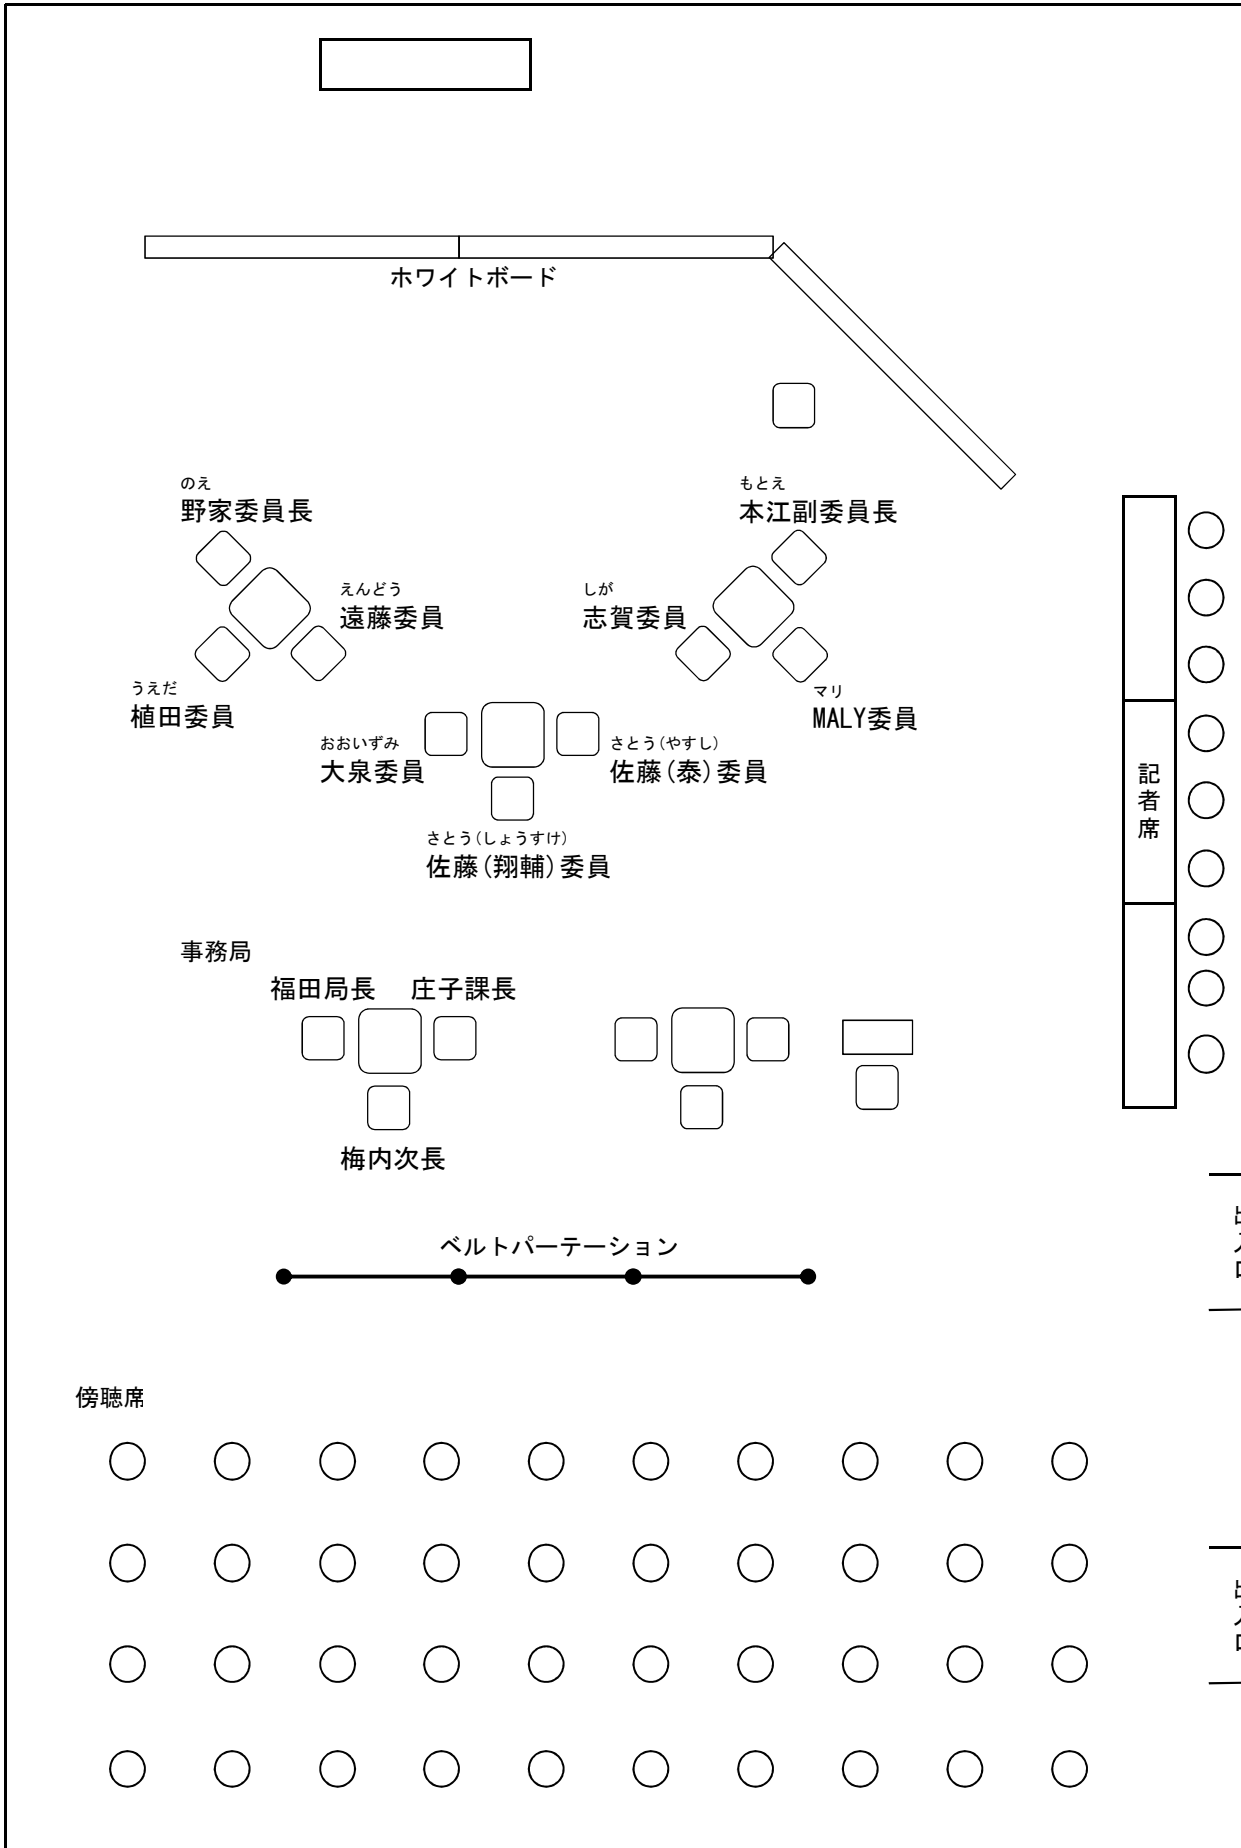 ホワイトボード
のえ
野家委員長
もとえ
本江副委員長
えんどう
遠藤委員
しが
志賀委員
うえだ
植田委員
マリ
MALY委員
おおいずみ
大泉委員
さとう(やすし)
佐藤(泰)委員
さとう(しょうすけ)
佐藤(翔輔)委員
記者席
事務局
福田局長
庄子課長
梅内次長
出入口
ベルトパーテーション
傍聴席
出入口